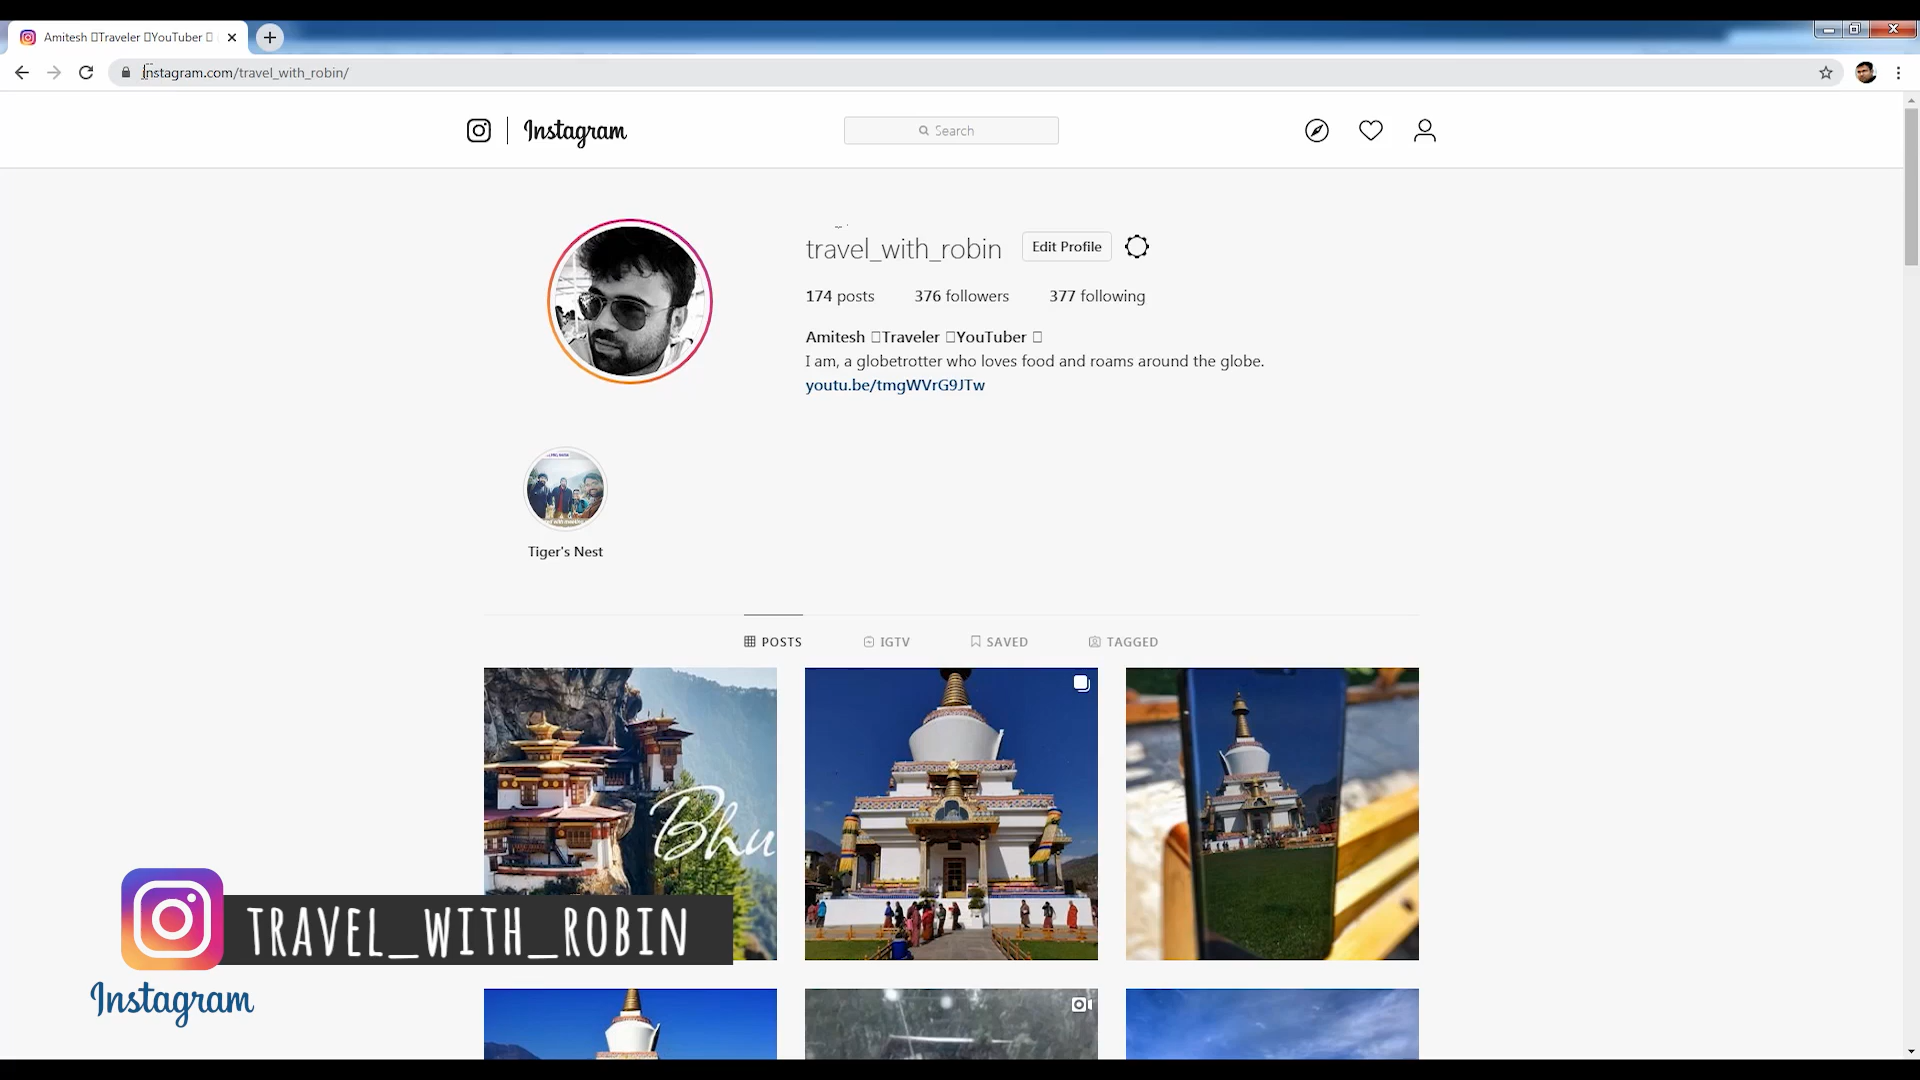 Amitesh Traveler YouTuber
instagram.com/travel_with_robin/
Instagram
Search
travel_with_robin
Edit Profile
174 posts 376 followers 377 following
Amitesh Traveler YouTuber
I am, a globetrotter who loves food and roams around the globe.
youtu.be/tmgWVrG9JTw
Tiger's Nest
POSTS IGTV SAVED TAGGED
Bhu
TRAVEL_WITH_ROBIN
Instagram